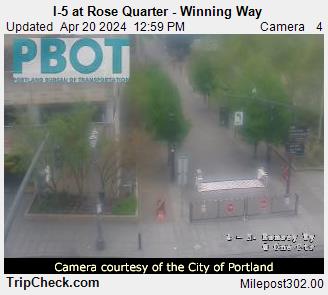 I-5 at Rose Quarter - Winning Way
Updated Apr 20 2024 12:59 PM Camera 4
PBOT
PORTLAND BUREAU OF TRANSPORTATION
Camera courtesy of the City of Portland
TripCheck.com Milepost302.00